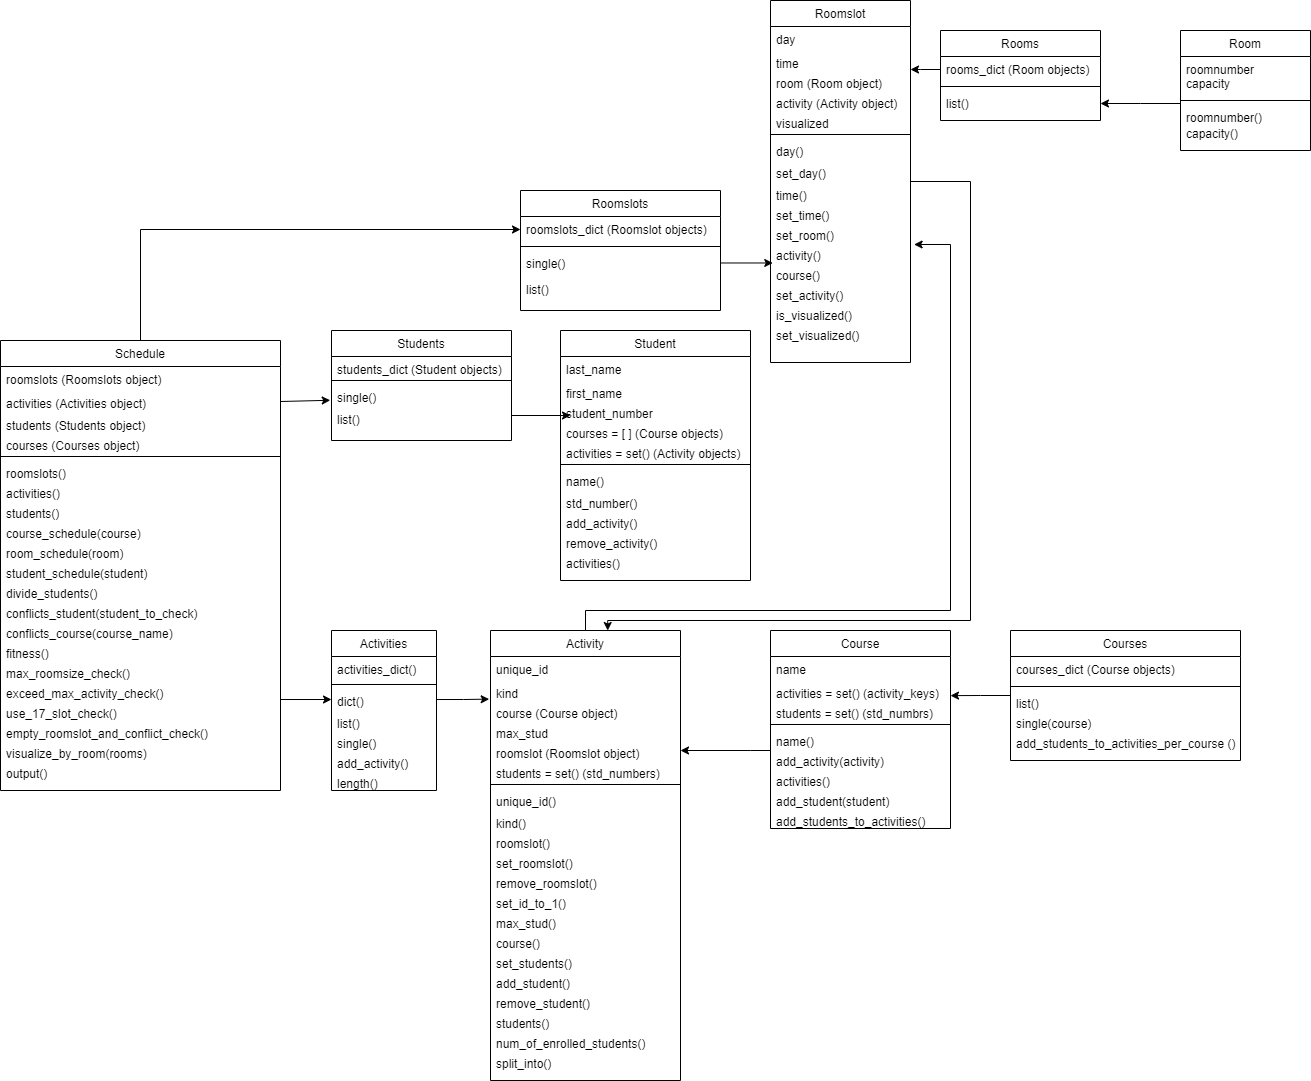 Roomslot
day
time
room (Room object)
activity (Activity object)
visualized
day()
set_day()
time()
set_time()
set_room()
activity()
course()
set_activity()
is_visualized()
set_visualized()
Rooms
rooms_dict (Room objects)
list()
Room
roomnumber
capacity
roomnumber()
capacity()
Roomslots
roomslots_dict (Roomslot objects)
single()
list()
Schedule
roomslots (Roomslots object)
activities (Activities object)
students (Students object)
courses (Courses object)
roomslots()
activities()
students()
course_schedule(course)
room_schedule(room)
student_schedule(student)
divide_students()
conflicts_student(student_to_check)
conflicts_course(course_name)
fitness()
max_roomsize_check()
exceed_max_activity_check()
use_17_slot_check()
empty_roomslot_and_conflict_check()
visualize_by_room(rooms)
output()
Students
students_dict (Student objects)
single()
list()
Student
last_name
first_name
student_number
courses = [ ] (Course objects)
activities = set() (Activity objects)
name()
std_number()
add_activity()
remove_activity()
activities()
Activities
activities_dict()
dict()
list()
single()
add_activity()
length()
Activity
unique_id
kind
course (Course object)
max_stud
roomslot (Roomslot object)
students = set() (std_numbers)
unique_id()
kind()
roomslot()
set_roomslot()
remove_roomslot()
set_id_to_1()
max_stud()
course()
set_students()
add_student()
remove_student()
students()
num_of_enrolled_students()
split_into()
Course
name
activities = set() (activity_keys)
students = set() (std_numbrs)
name()
add_activity(activity)
activities()
add_student(student)
add_students_to_activities()
Courses
courses_dict (Course objects)
list()
single(course)
add_students_to_activities_per_course ()